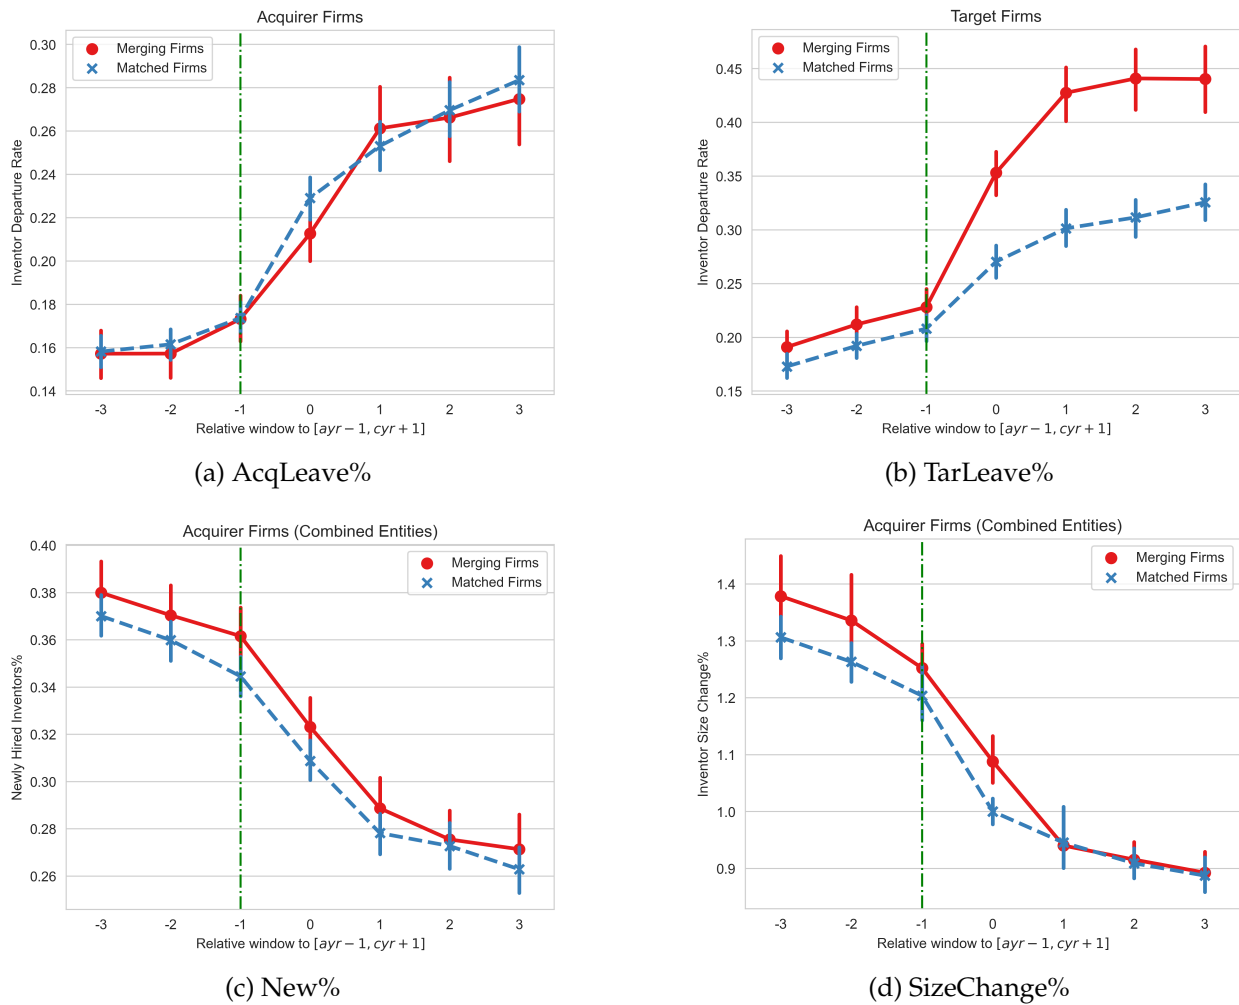 Acquirer Firms
Merging Firms
Matched Firms
0.30
0.28
0.26
0.24
0.22
0.20
0.18
0.16
0.14
Inventor Departure Rate
-3 -2 -1 0 1 2 3
Relative window to [ayr − 1, cyr + 1]
(a) AcqLeave%
Target Firms
Merging Firms
Matched Firms
0.45
0.40
0.35
0.30
0.25
0.20
0.15
Inventor Departure Rate
-3 -2 -1 0 1 2 3
Relative window to [ayr − 1, cyr + 1]
(b) TarLeave%
Acquirer Firms (Combined Entities)
Merging Firms
Matched Firms
0.40
0.38
0.36
0.34
0.32
0.30
0.28
0.26
Newly Hired Inventors%
-3 -2 -1 0 1 2 3
Relative window to [ayr − 1, cyr + 1]
(c) New%
Acquirer Firms (Combined Entities)
Merging Firms
Matched Firms
1.4
1.3
1.2
1.1
1.0
0.9
Inventor Size Change%
-3 -2 -1 0 1 2 3
Relative window to [ayr − 1, cyr + 1]
(d) SizeChange%